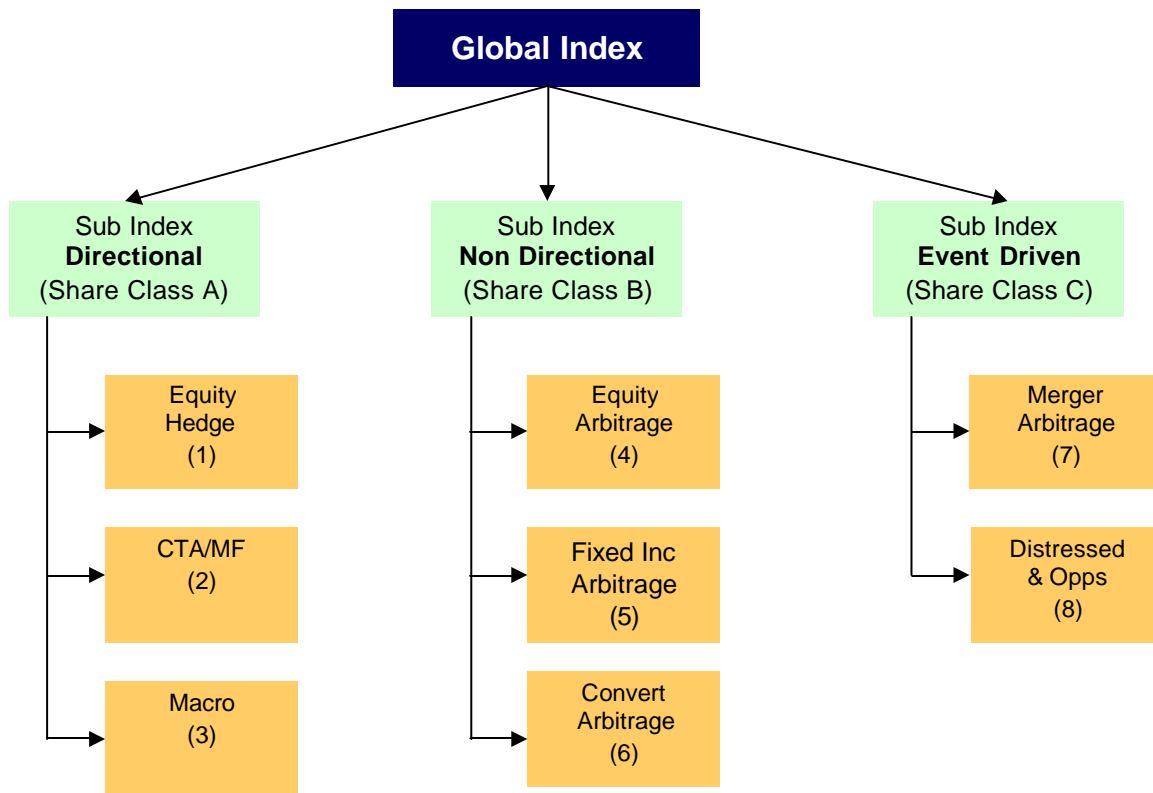 Global Index
Sub Index
Directional
(Share Class A)
Sub Index
Non Directional
(Share Class B)
Sub Index
Event Driven
(Share Class C)
Equity
Hedge
(1)
CTA/MF
(2)
Macro
(3)
Equity
Arbitrage
(4)
Fixed Inc
Arbitrage
(5)
Convert
Arbitrage
(6)
Merger
Arbitrage
(7)
Distressed
& Opps
(8)